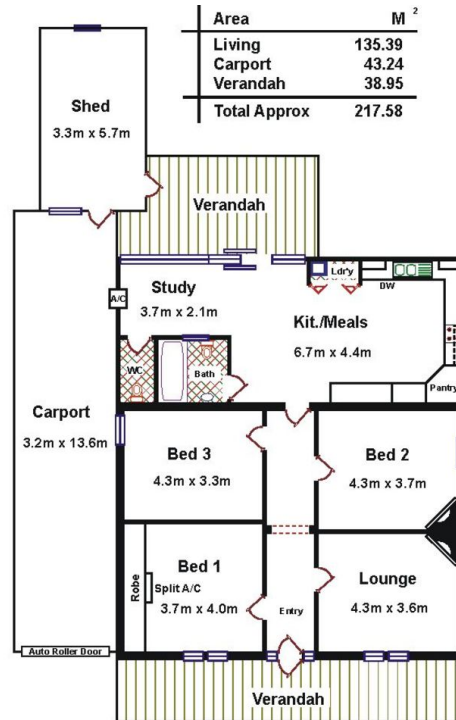 Area M 2
Living 135.39
Carport 43.24
Verandah 38.95
Total Approx 217.58
Shed
3.3m x 5.7m
Verandah
Study
3.7m x 2.1m
A/C
Ldr'y
DW
Kit./Meals
6.7m x 4.4m
WC
Bath
Pantry
Carport
3.2m x 13.6m
Bed 3
4.3m x 3.3m
Bed 2
4.3m x 3.7m
Bed 1
Robe
Split A/C
3.7m x 4.0m
Entry
Lounge
4.3m x 3.6m
Auto Roller Door
Verandah